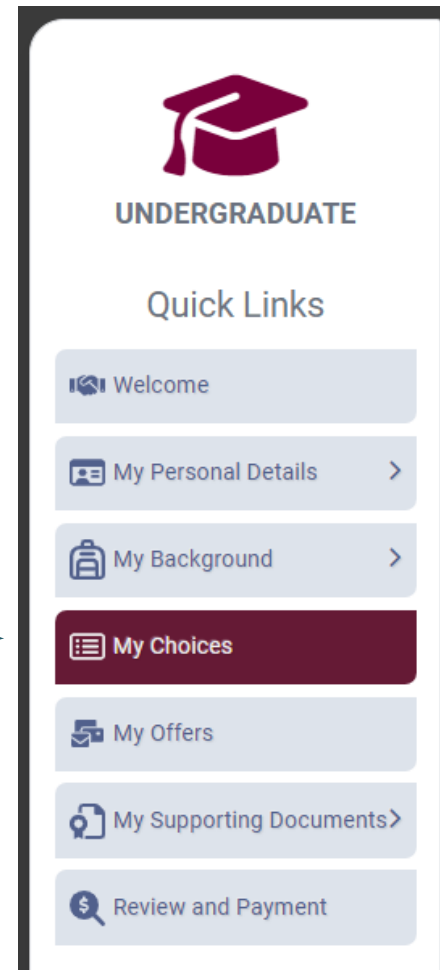 UNDERGRADUATE
Quick Links
Welcome
My Personal Details
My Background
My Choices
My Offers
My Supporting Documents
Review and Payment